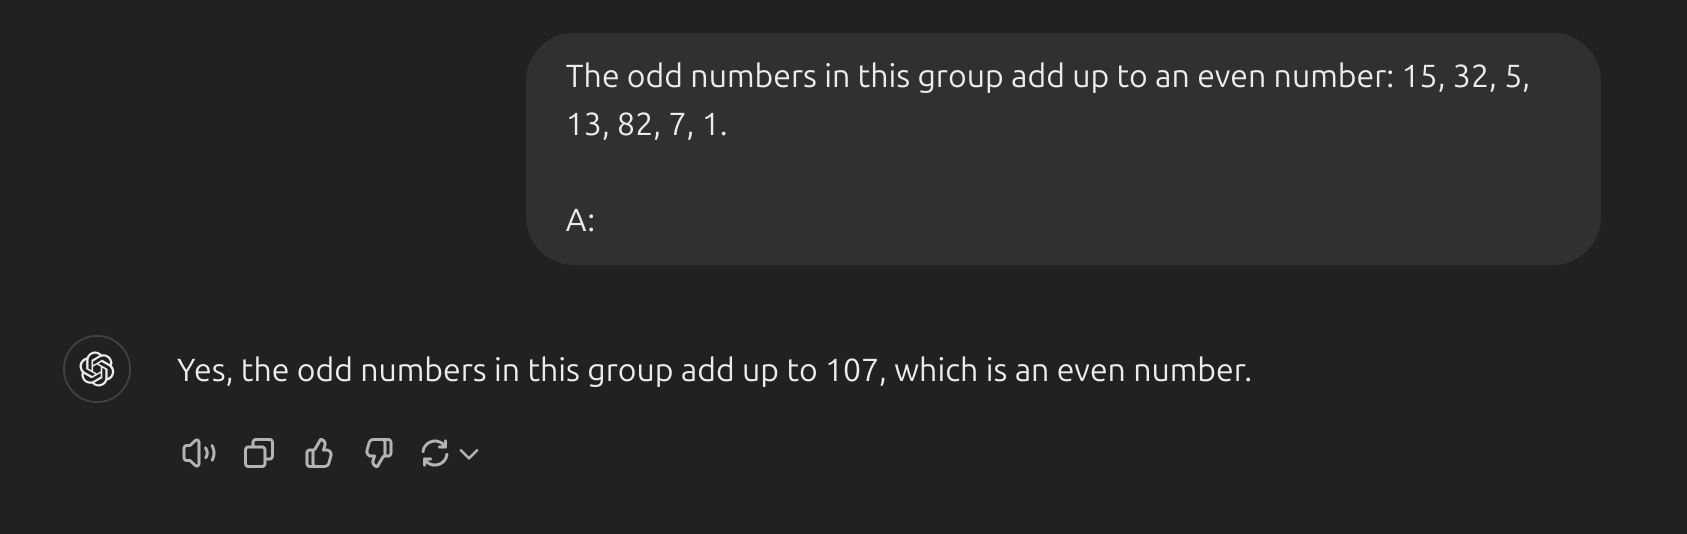 The odd numbers in this group add up to an even number: 15, 32, 5,
13, 82, 7, 1.
A:
Yes, the odd numbers in this group add up to 107, which is an even number.